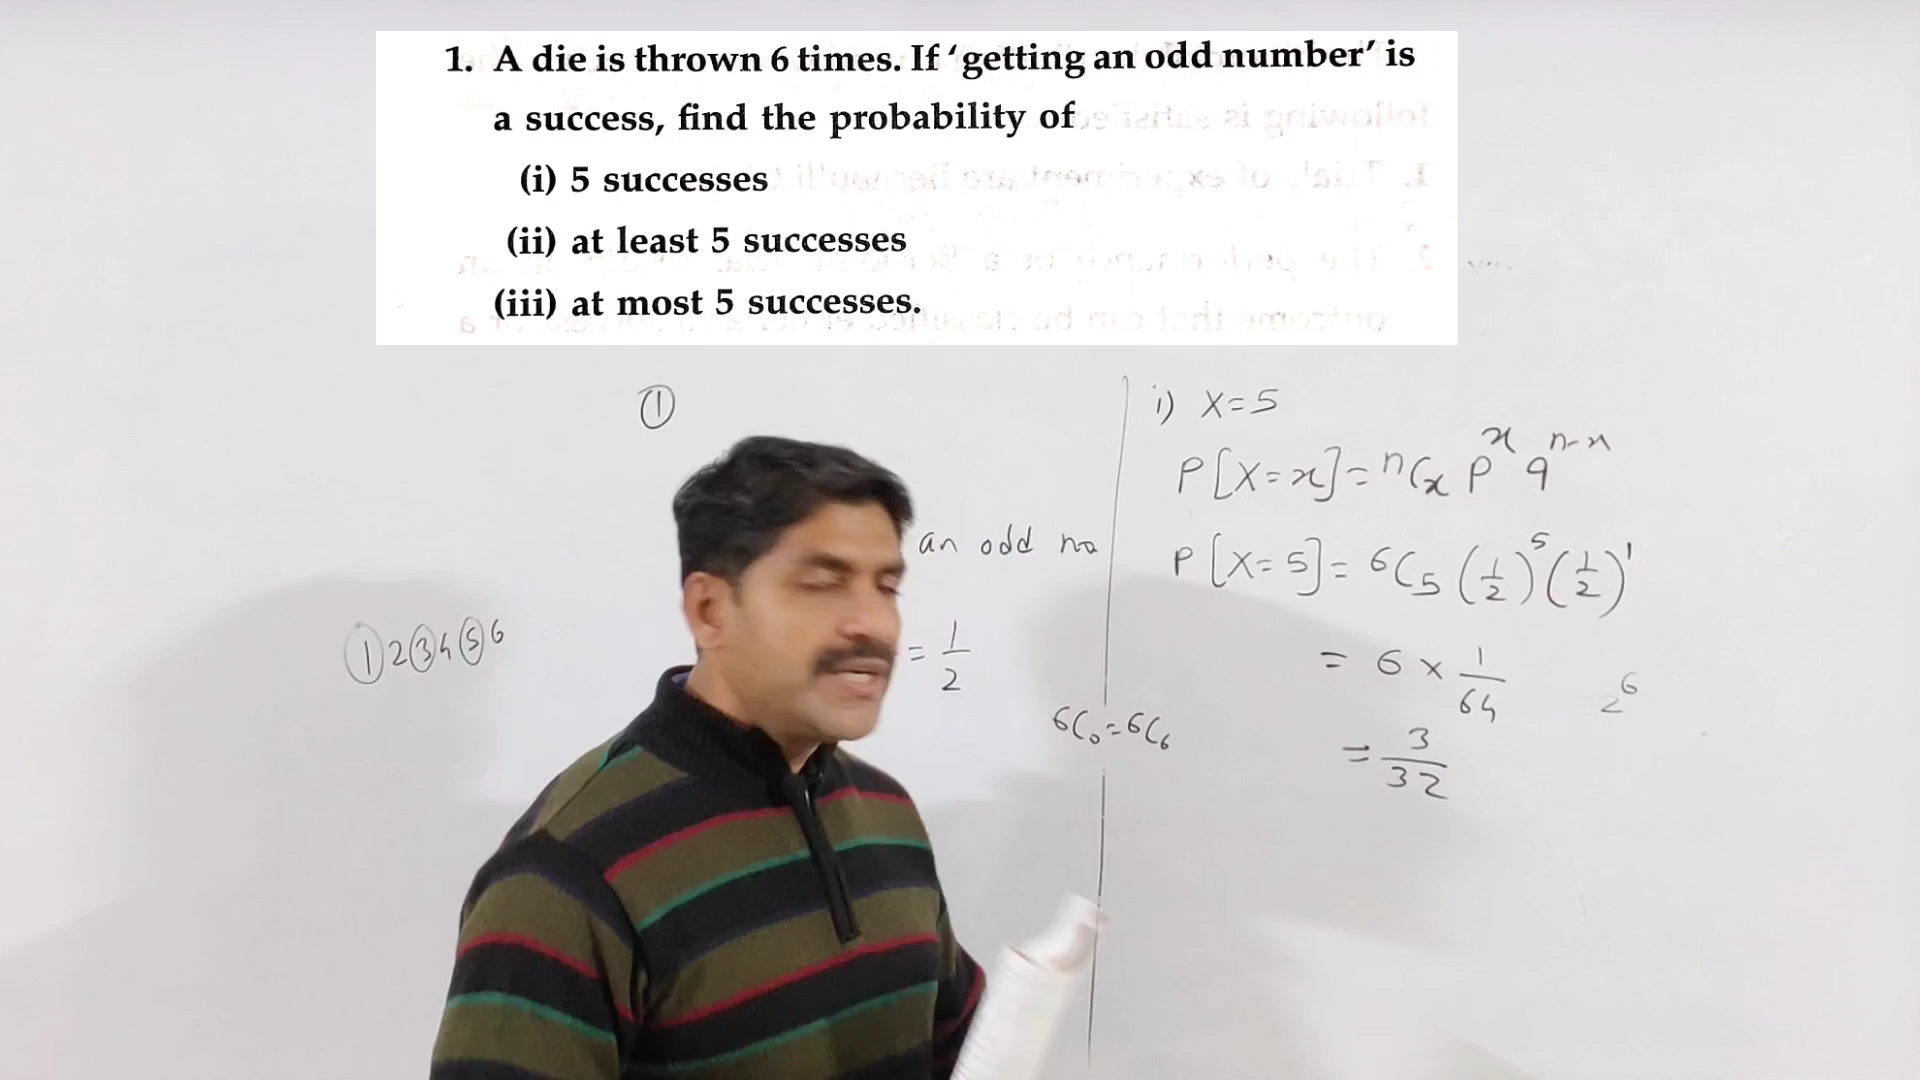 1. A die is thrown 6 times. If ‘getting an odd number’ is
a success, find the probability of
(i) 5 successes
(ii) at least 5 successes
(iii) at most 5 successes.
①
an odd no
① 2 ③ 4 ⑤ 6
= 1/2
6C₀ = 6C₆
i) X = 5
P[X = x] = ⁿCₓ pˣ qⁿ⁻ˣ
P[X = 5] = ⁶C₅ (1/2)⁵ (1/2)¹
= 6 × 1/64
2⁶
= 3/32